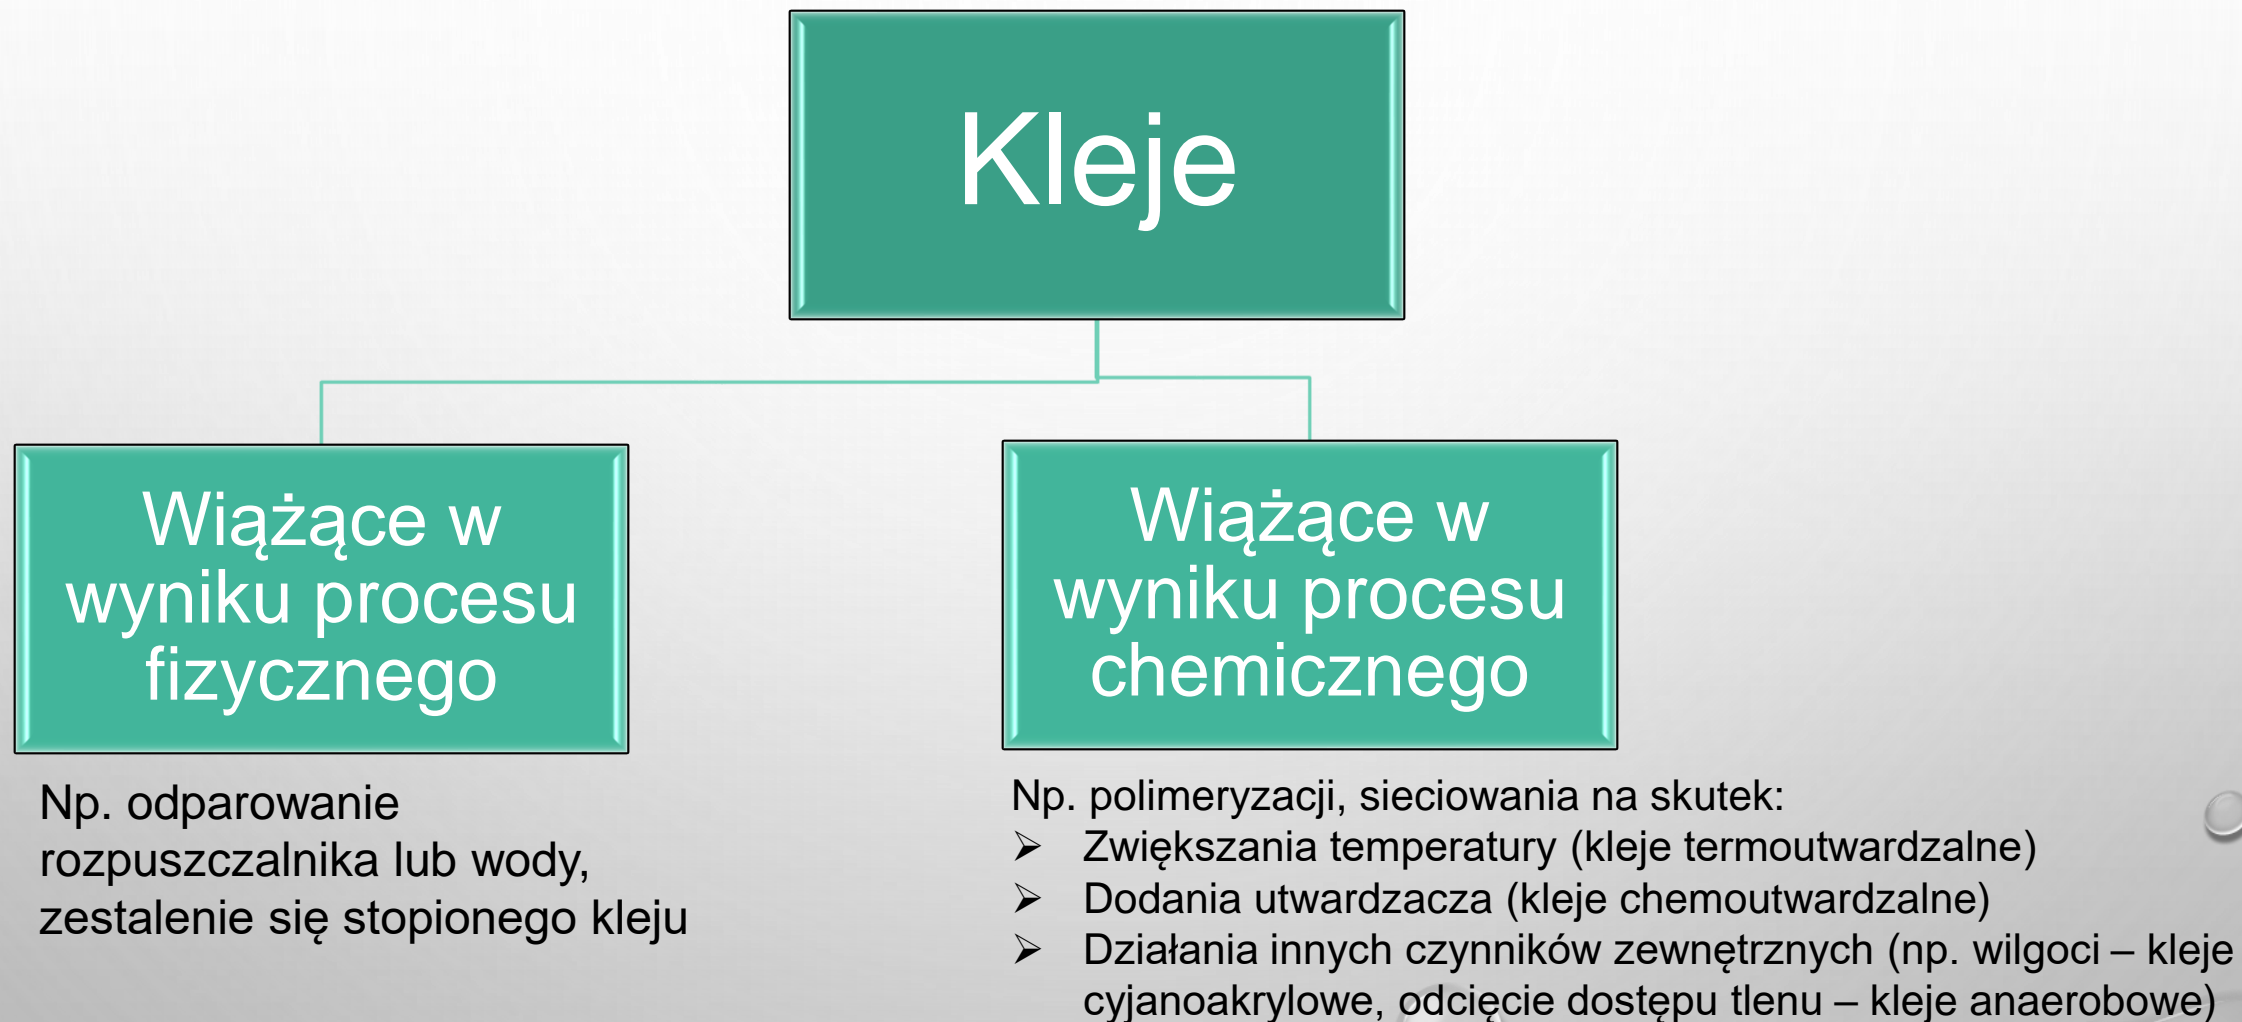 Kleje
Wiążące w
wyniku procesu
fizycznego
Np. odparowanie
rozpuszczalnika lub wody,
zestalenie się stopionego kleju
Wiążące w
wyniku procesu
chemicznego
Np. polimeryzacji, sieciowania na skutek:
➢ Zwiększania temperatury (kleje termoutwardzalne)
➢ Dodania utwardzacza (kleje chemoutwardzalne)
➢ Działania innych czynników zewnętrznych (np. wilgoci – kleje
cyjanoakrylowe, odcięcie dostępu tlenu – kleje anaerobowe)